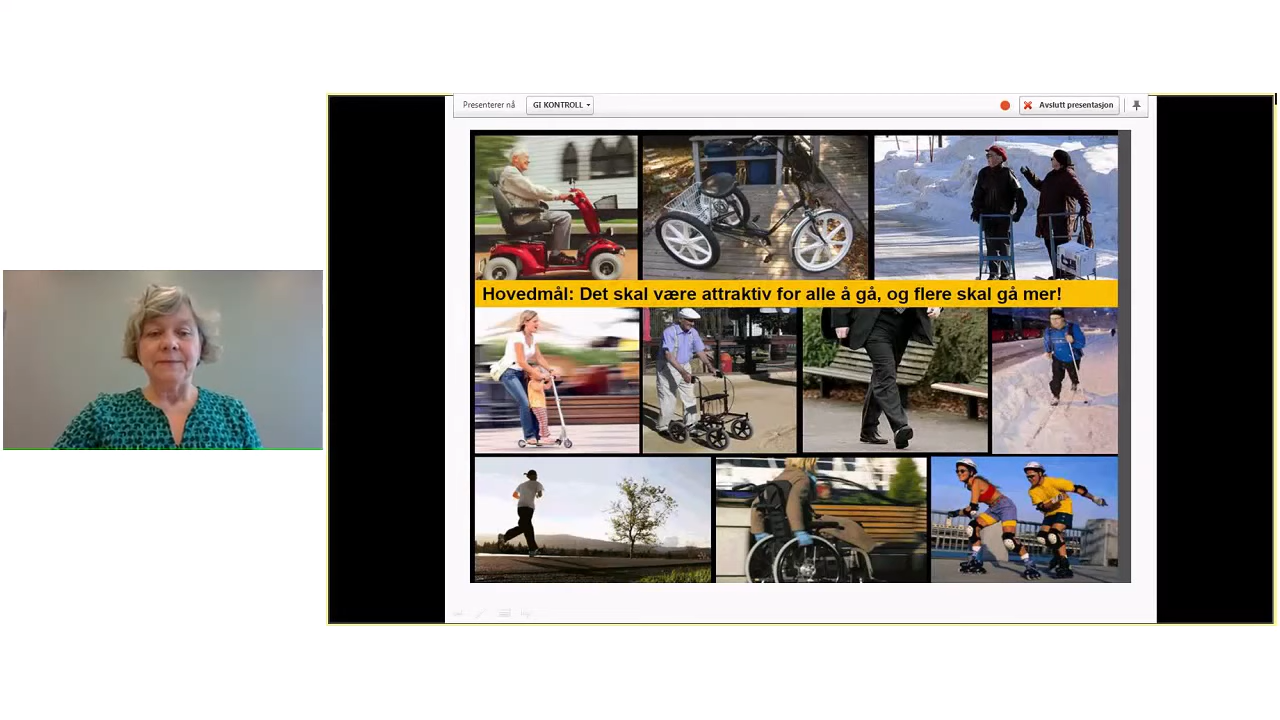 Presenterer nå
GI KONTROLL
Avslutt presentasjon
Hovedmål: Det skal være attraktiv for alle å gå, og flere skal gå mer!